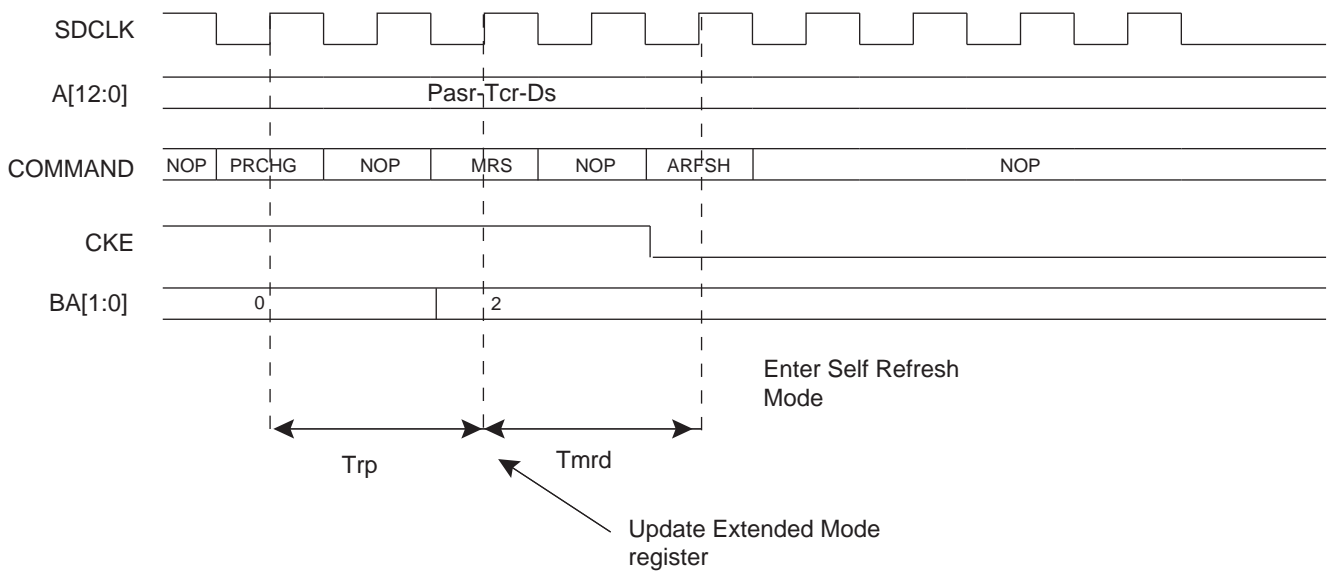 SDCLK
A[12:0]
Pasr-Tcr-Ds
COMMAND
NOP PRCHG NOP MRS NOP ARFSH NOP
CKE
BA[1:0]
0 2
Enter Self Refresh
Mode
Trp
Tmrd
Update Extended Mode
register